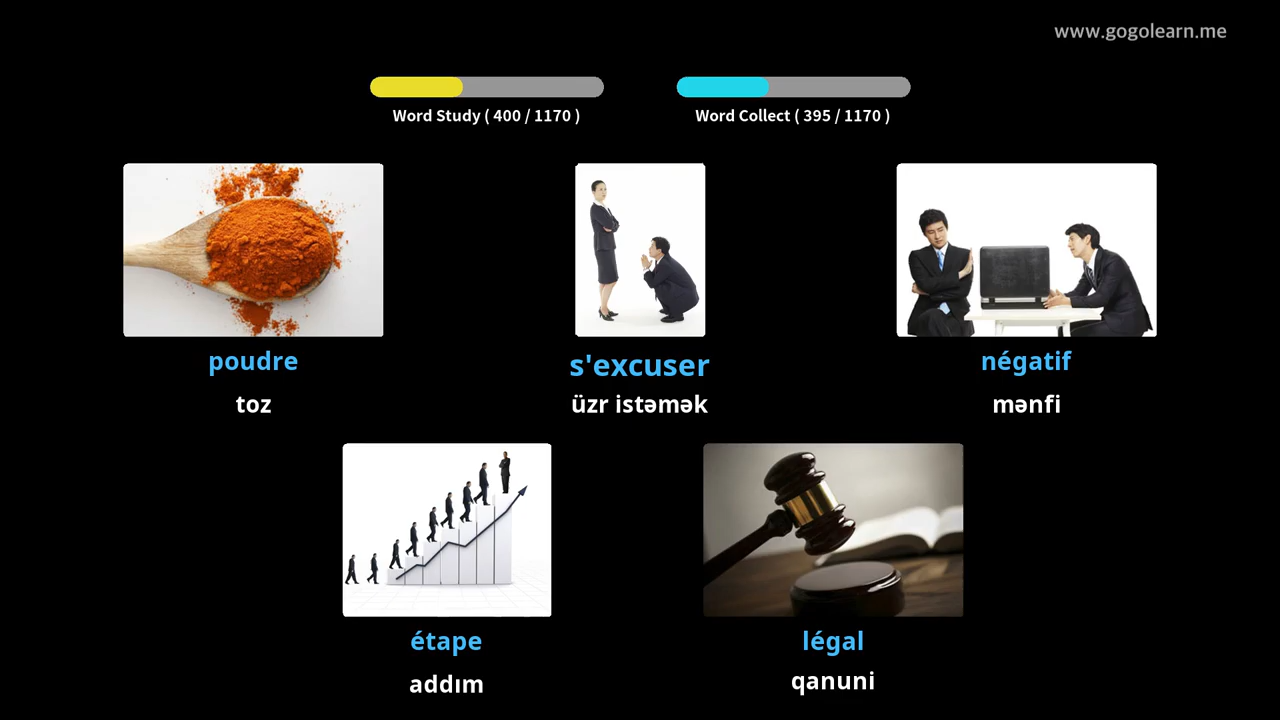 www.gogolearn.me
Word Study ( 400 / 1170 )
Word Collect ( 395 / 1170 )
poudre
toz
s'excuser
üzr istəmək
négatif
mənfi
étape
addım
légal
qanuni